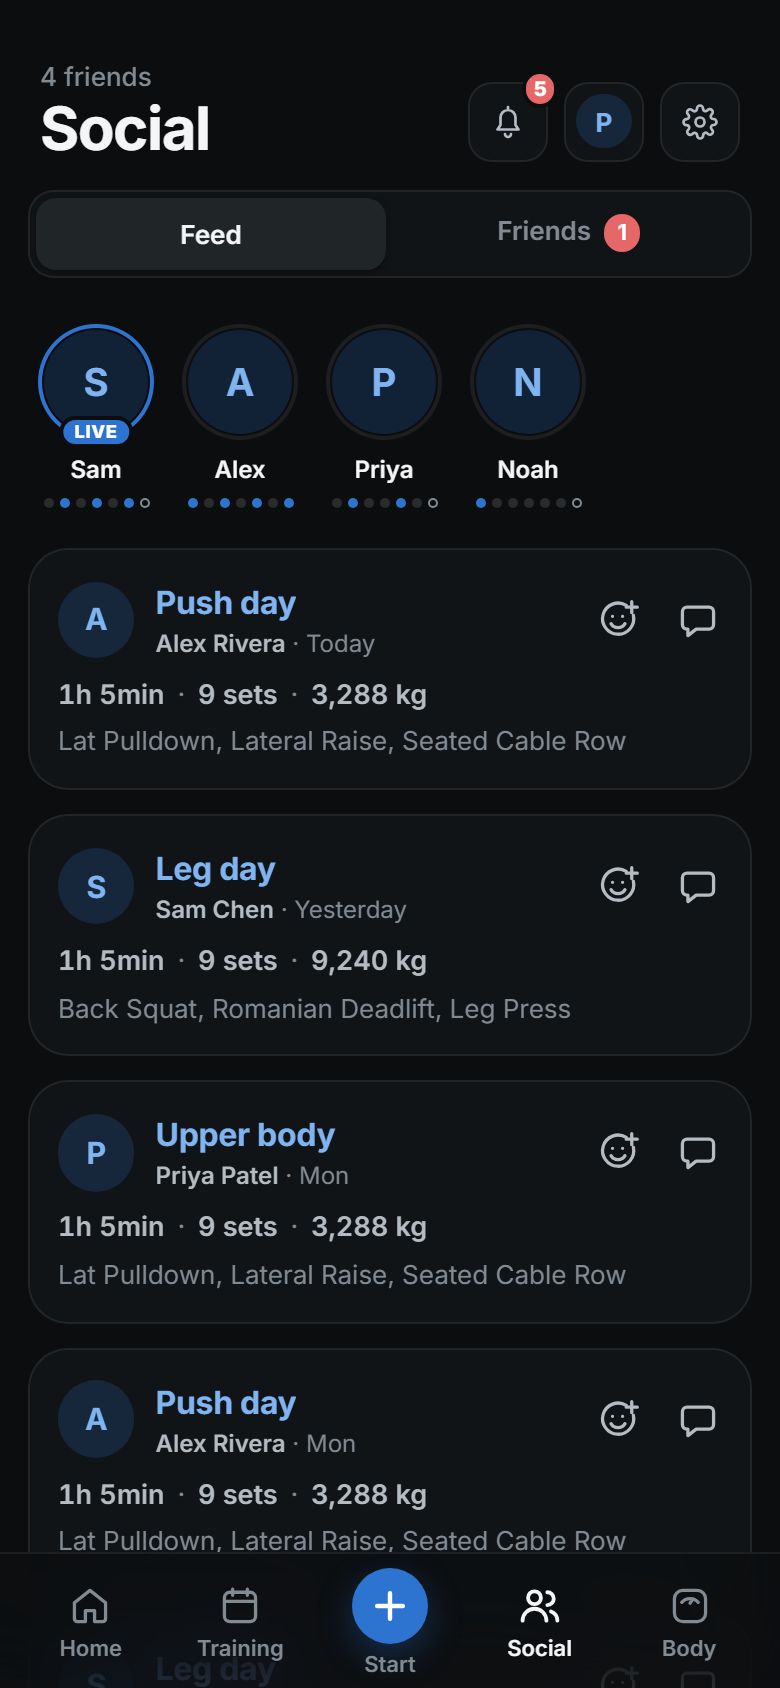 4 friends
Social
5
P
Feed
Friends 1
S
A
P
N
LIVE
Sam
Alex
Priya
Noah
A
Push day
Alex Rivera · Today
1h 5min · 9 sets · 3,288 kg
Lat Pulldown, Lateral Raise, Seated Cable Row
S
Leg day
Sam Chen · Yesterday
1h 5min · 9 sets · 9,240 kg
Back Squat, Romanian Deadlift, Leg Press
P
Upper body
Priya Patel · Mon
1h 5min · 9 sets · 3,288 kg
Lat Pulldown, Lateral Raise, Seated Cable Row
A
Push day
Alex Rivera · Mon
1h 5min · 9 sets · 3,288 kg
Lat Pulldown, Lateral Raise, Seated Cable Row
Home
Training
Start
Social
Body
S
Leg day